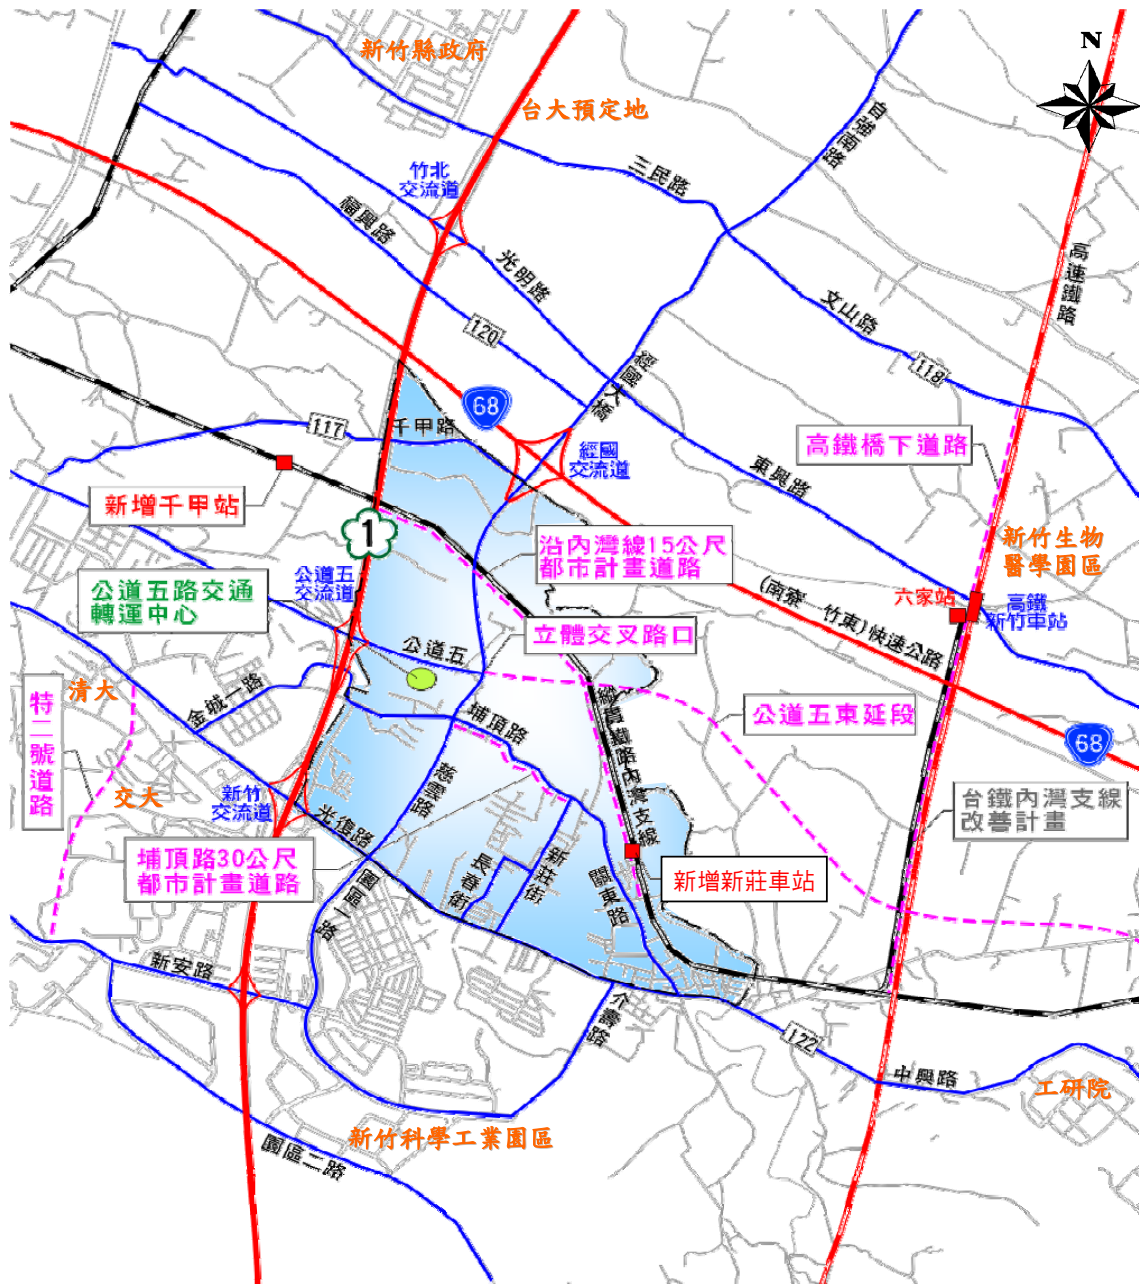 新竹縣政府
N
台大預定地
自強南路
三民路
竹北
交流道
福興路
光明路
高速鐵路
文山路
120
118
經國大橋
68
117
千甲路
經國
交流道
高鐵橋下道路
東興路
新增千甲站
1
沿內灣線15公尺
都市計畫道路
新竹生物
醫學園區
公道五
交流道
公道五路交通
轉運中心
(南寮-竹東)快速公路
六家站
高鐵
新竹車站
立體交叉路口
公道五
清大
金城一路
特二號道路
埔頂路
縱貫鐵路內灣支線
公道五東延段
68
慈雲路
交大
新竹
交流道
光復路
台鐵內灣支線
改善計畫
埔頂路30公尺
都市計畫道路
長春街
新莊街
關東路
新增新莊車站
園區一路
新安路
介壽路
122
中興路
工研院
新竹科學工業園區
園區二路